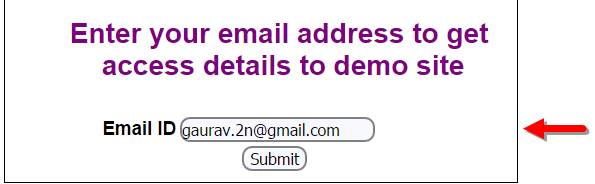 Enter your email address to get
access details to demo site
Email ID gaurav.2n@gmail.com
Submit